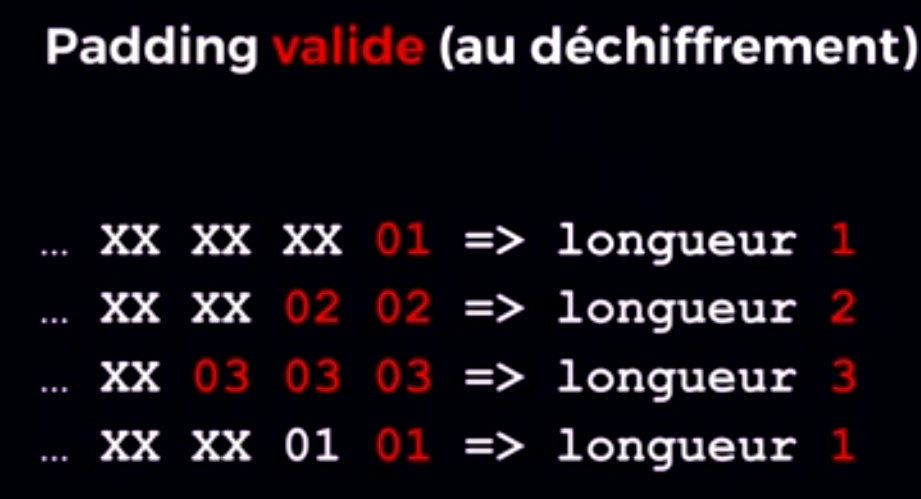 Padding valide (au déchiffrement)
... XX XX XX 01 => longueur 1
... XX XX 02 02 => longueur 2
... XX 03 03 03 => longueur 3
... XX XX 01 01 => longueur 1